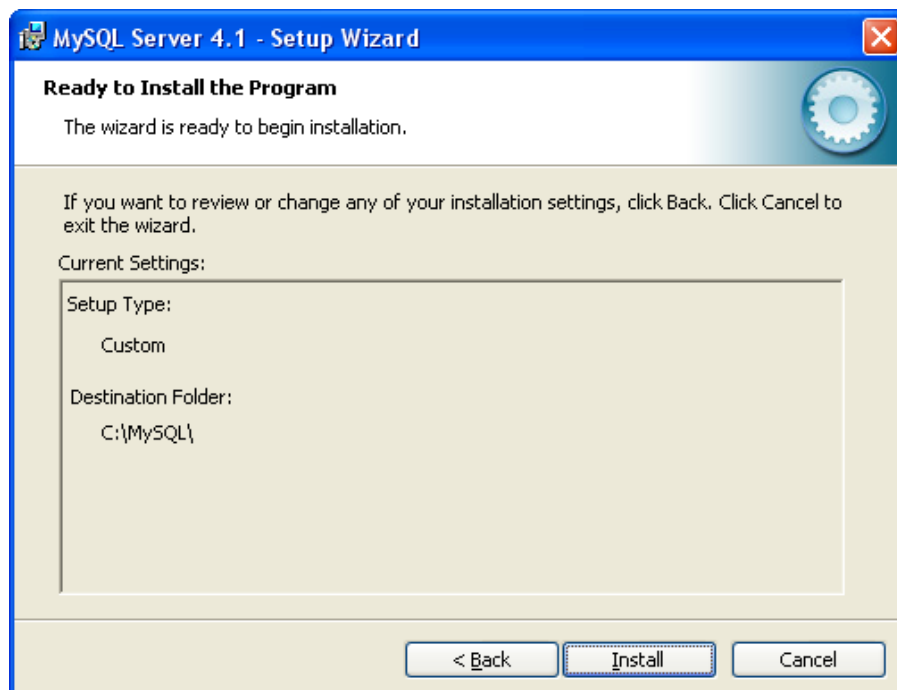 MySQL Server 4.1 - Setup Wizard
Ready to Install the Program
The wizard is ready to begin installation.
If you want to review or change any of your installation settings, click Back. Click Cancel to
exit the wizard.
Current Settings:
Setup Type:
Custom
Destination Folder:
C:\MySQL\
< Back
Install
Cancel